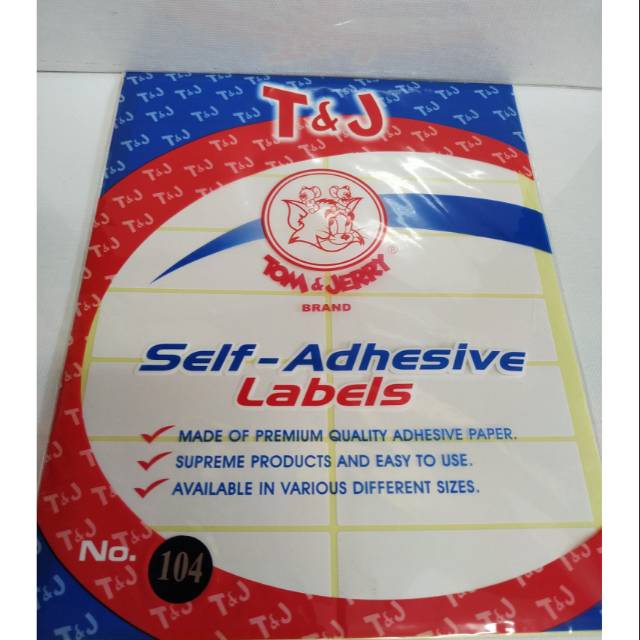 T&J
TOM & JERRY®
BRAND
Self-Adhesive
Labels
MADE OF PREMIUM QUALITY ADHESIVE PAPER.
SUPREME PRODUCTS AND EASY TO USE.
AVAILABLE IN VARIOUS DIFFERENT SIZES.
No. 104